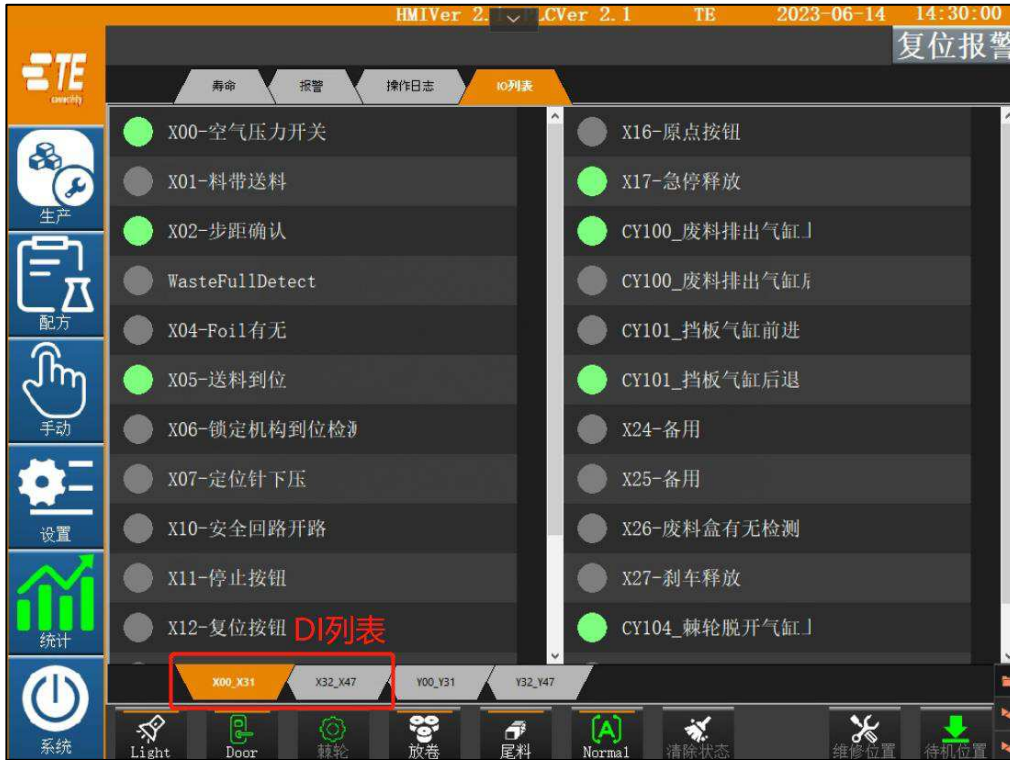 HMIVer 2. LCVer 2.1 TE 2023-06-14 14:30:00
复位报警
TE
connectivity
寿命 报警 操作日志 IO列表
X00-空气压力开关
X01-料带送料
X02-步距确认
WasteFullDetect
X04-Foil有无
X05-送料到位
X06-锁定机构到位检测
X07-定位针下压
X10-安全回路开路
X11-停止按钮
X12-复位按钮
DI列表
X16-原点按钮
X17-急停释放
CY100_废料排出气缸
CY100_废料排出气缸
CY101_挡板气缸前进
CY101_挡板气缸后退
X24-备用
X25-备用
X26-废料盒有无检测
X27-刹车释放
CY104_棘轮脱开气缸
生产
配方
手动
设置
统计
系统
X00_X31 X32_X47 Y00_Y31 Y32_Y47
Light Door 棘轮 放卷 尾料 Normal 清除状态 维修位置 待机位置